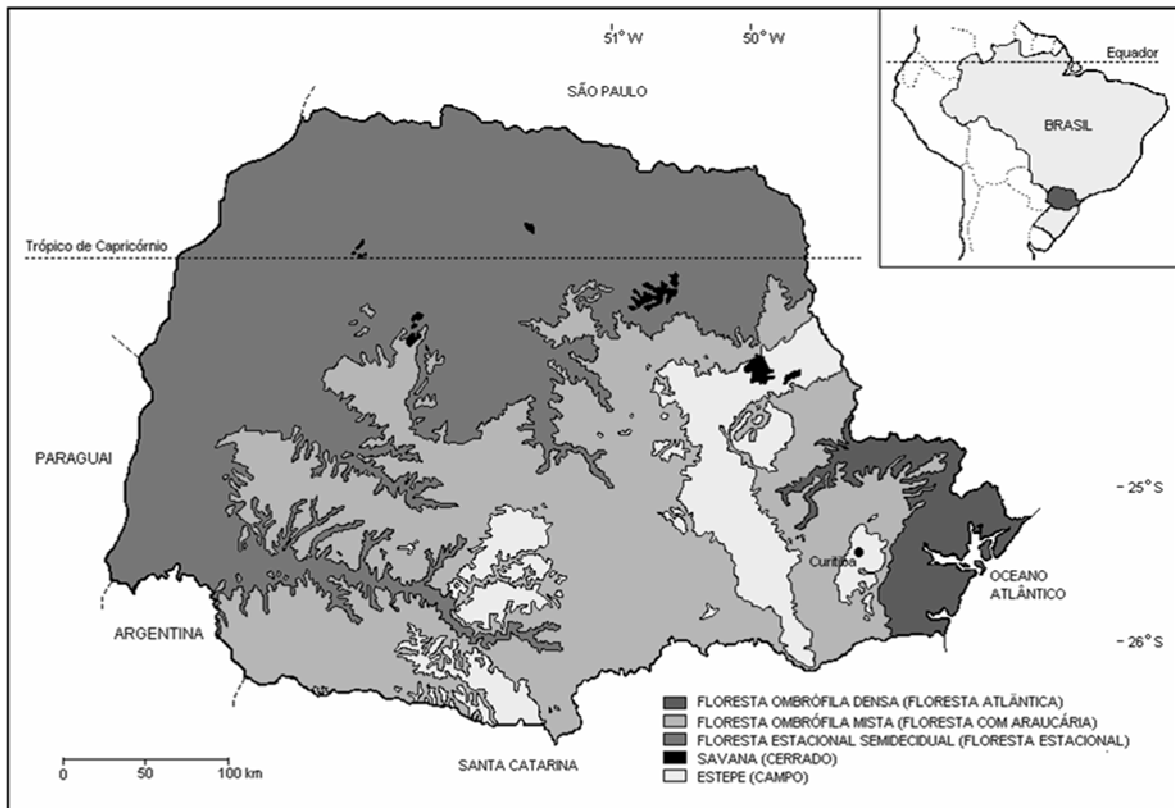 51° W
50° W
Equador
SÃO PAULO
BRASIL
Trópico de Capricórnio
PARAGUAI
25°S
Curitiba
OCEANO
ATLÂNTICO
ARGENTINA
26°S
FLORESTA OMBRÓFILA DENSA (FLORESTA ATLÂNTICA)
FLORESTA OMBRÓFILA MISTA (FLORESTA COM ARAUCÁRIA)
FLORESTA ESTACIONAL SEMIDECIDUAL (FLORESTA ESTACIONAL)
SAVANA (CERRADO)
ESTEPE (CAMPO)
0 50 100 km
SANTA CATARINA